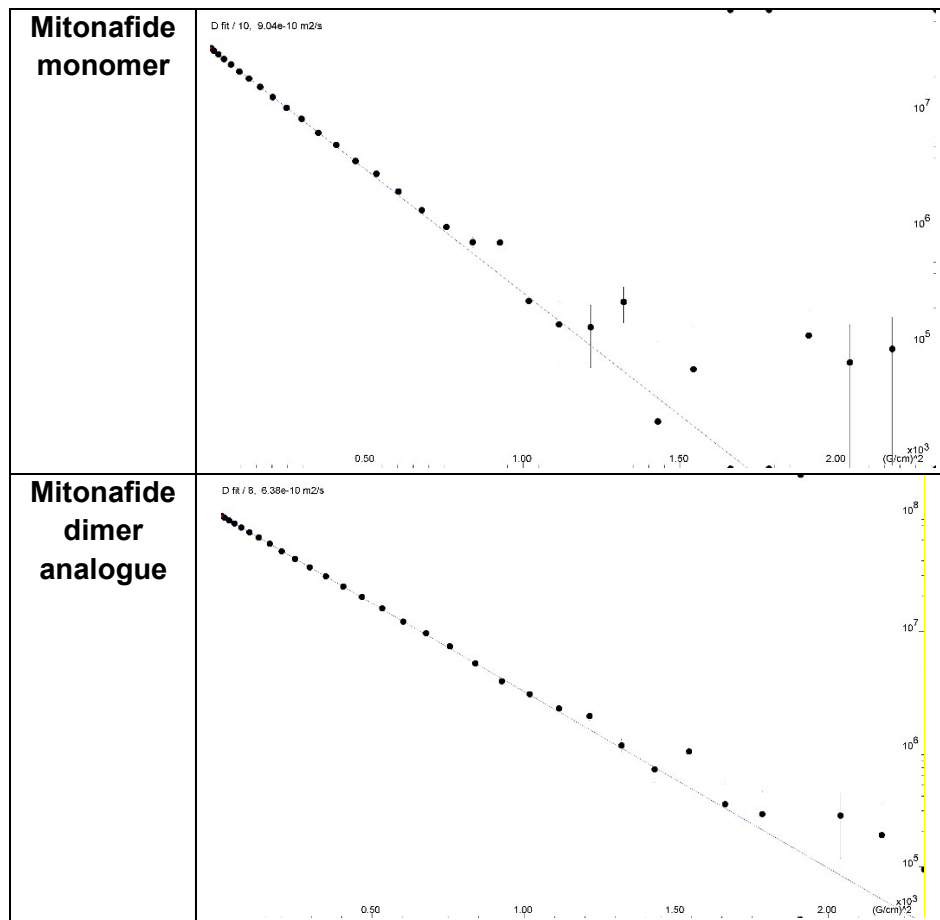 Mitonafide
monomer
D fit / 10, 9.04e-10 m2/s
10^7
10^6
10^5
x10^3
0.50 1.00 1.50 2.00 (G/cm)^2
Mitonafide
dimer
analogue
D fit / 8, 6.38e-10 m2/s
10^8
10^7
10^6
10^5
x10^3
0.50 1.00 1.50 2.00 (G/cm)^2